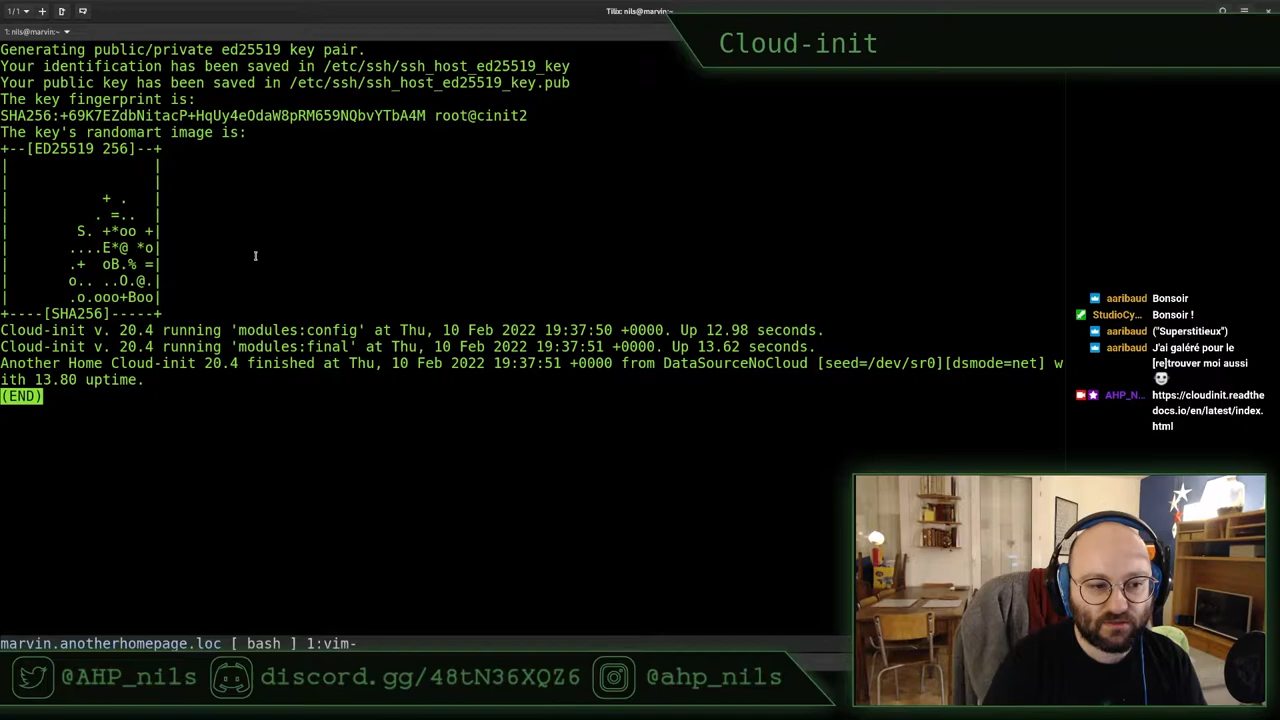 1/1
Tilix: nils@marvin:~
1: nils@marvin:~
Cloud-init
Generating public/private ed25519 key pair.
Your identification has been saved in /etc/ssh/ssh_host_ed25519_key
Your public key has been saved in /etc/ssh/ssh_host_ed25519_key.pub
The key fingerprint is:
SHA256:+69K7EZdbNitacP+HqUy4eOdaW8pRM659NQbvYTbA4M root@cinit2
The key's randomart image is:
+--[ED25519 256]--+
|                 |
|                 |
|           + .   |
|          . =..  |
|        S. +*oo +|
|       ....E*@ *o|
|       .+  oB.% =|
|       o.. ..O.@.|
|       .o.ooo+Boo|
+----[SHA256]-----+
Cloud-init v. 20.4 running 'modules:config' at Thu, 10 Feb 2022 19:37:50 +0000. Up 12.98 seconds.
Cloud-init v. 20.4 running 'modules:final' at Thu, 10 Feb 2022 19:37:51 +0000. Up 13.62 seconds.
Another Home Cloud-init 20.4 finished at Thu, 10 Feb 2022 19:37:51 +0000 from DataSourceNoCloud [seed=/dev/sr0][dsmode=net] w
ith 13.80 uptime.
(END)
aaribaud Bonsoir
StudioCy... Bonsoir !
aaribaud ("Superstitieux")
aaribaud J'ai galéré pour le
[re]trouver moi aussi
AHP_N... https://cloudinit.readthe
docs.io/en/latest/index.
html
marvin.anotherhomepage.loc [ bash ] 1:vim-
@AHP_nils discord.gg/48tN36XQZ6 @ahp_nils